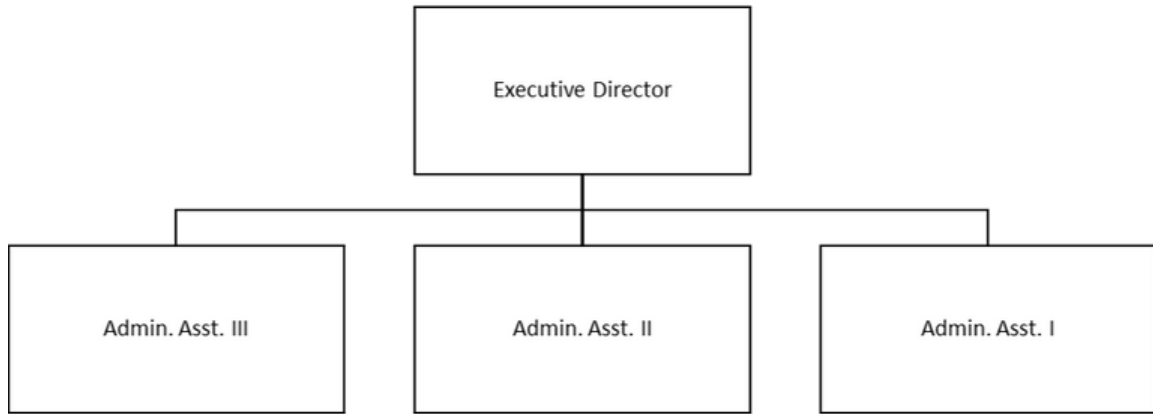 Executive Director
Admin. Asst. III
Admin. Asst. II
Admin. Asst. I